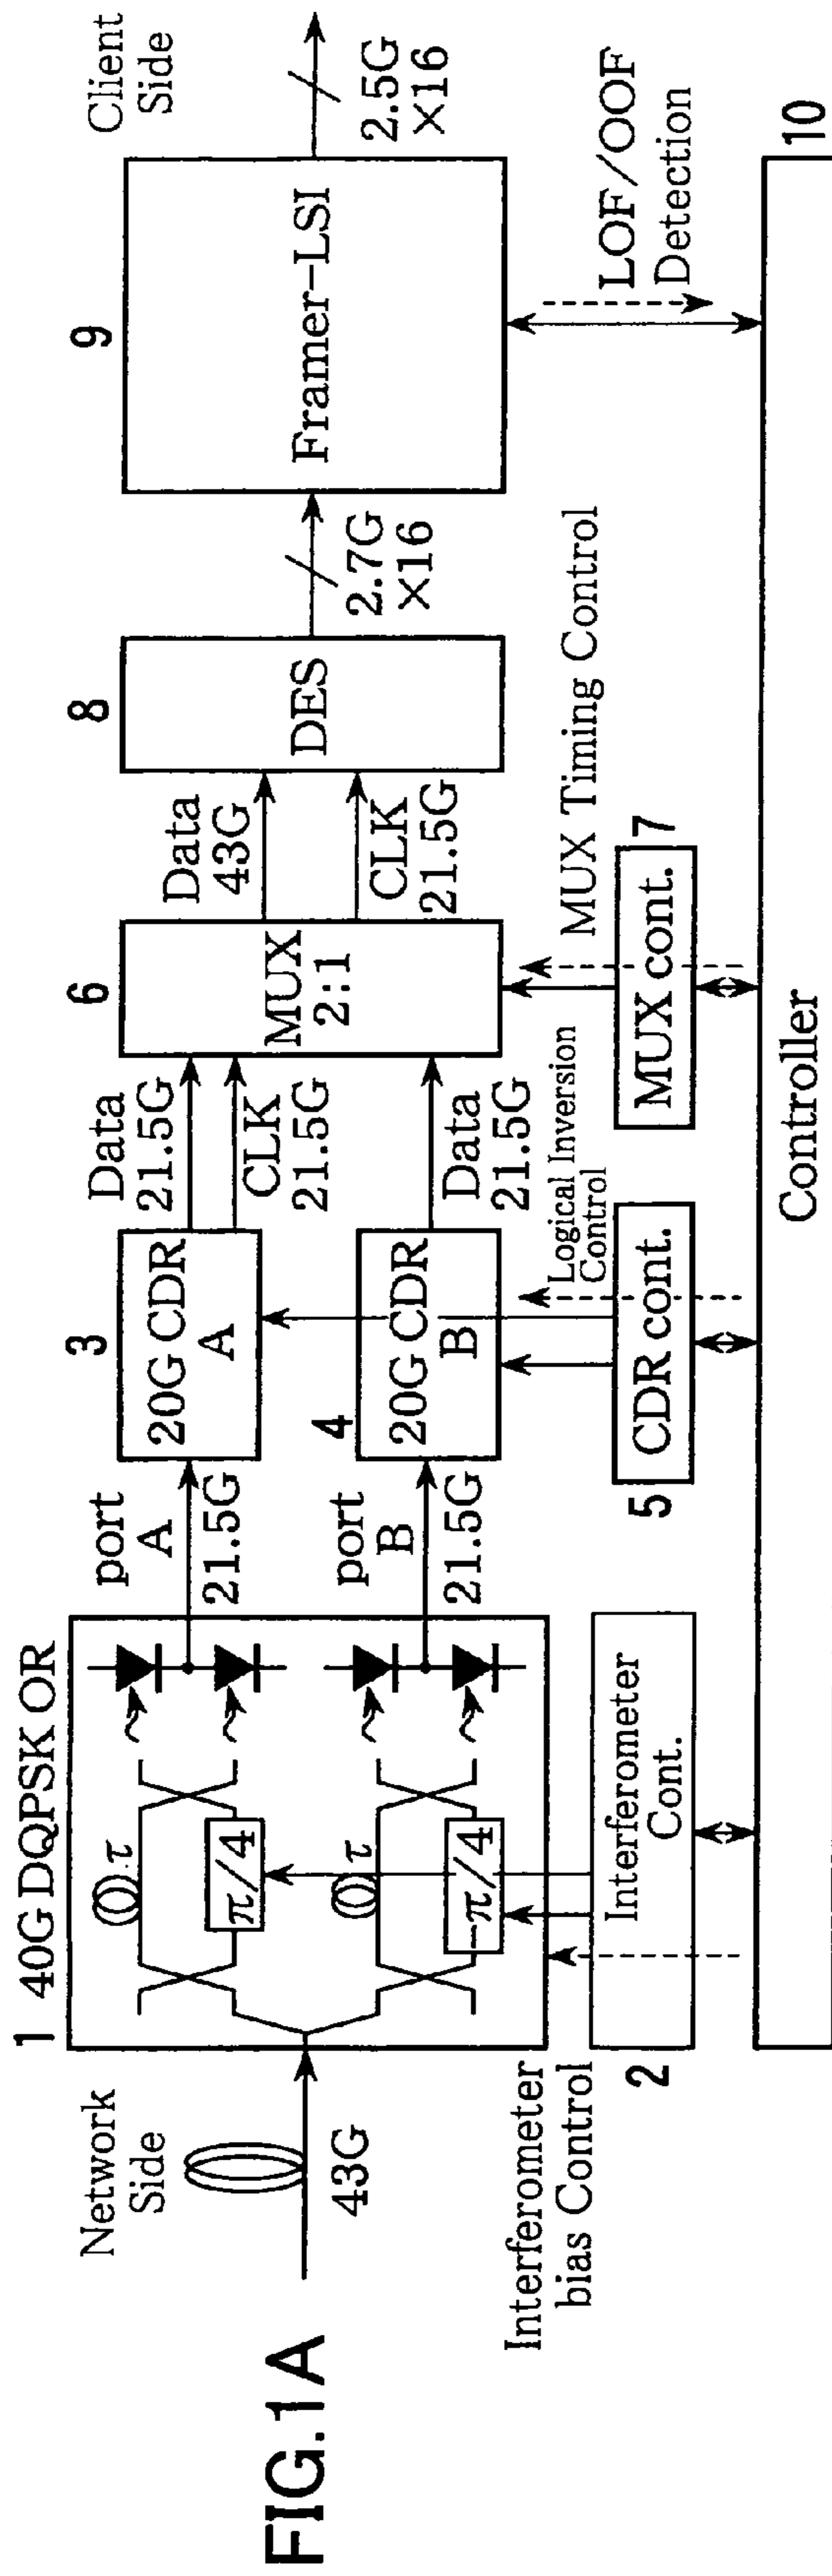 FIG.1A
Network
Side
43G
1 40G DQPSK OR
τ
π/4
τ
-π/4
Interferometer
bias Control
2
Interferometer
Cont.
port
A
21.5G
port
B
21.5G
3
20G CDR
A
4
20G CDR
B
5
CDR cont.
Logical Inversion
Control
Data
21.5G
CLK
21.5G
Data
21.5G
6
MUX
2:1
MUX cont.
7
MUX Timing Control
Data
43G
CLK
21.5G
8
DES
2.7G
×16
9
Framer-LSI
LOF/OOF
Detection
Client
Side
2.5G
×16
Controller
10